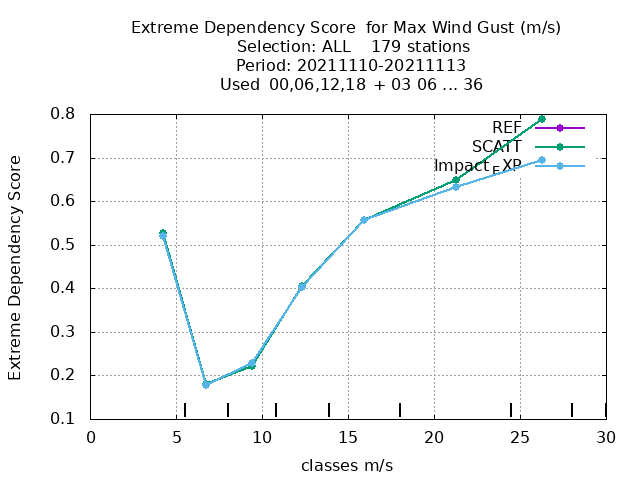 Extreme Dependency Score  for Max Wind Gust (m/s)
Selection: ALL    179 stations
Period: 20211110-20211113
Used  00,06,12,18  + 03 06 ... 36
Extreme Dependency Score
0.8
0.7
0.6
0.5
0.4
0.3
0.2
0.1
REF
SCATT
Impact_EXP
0 5 10 15 20 25 30
classes m/s